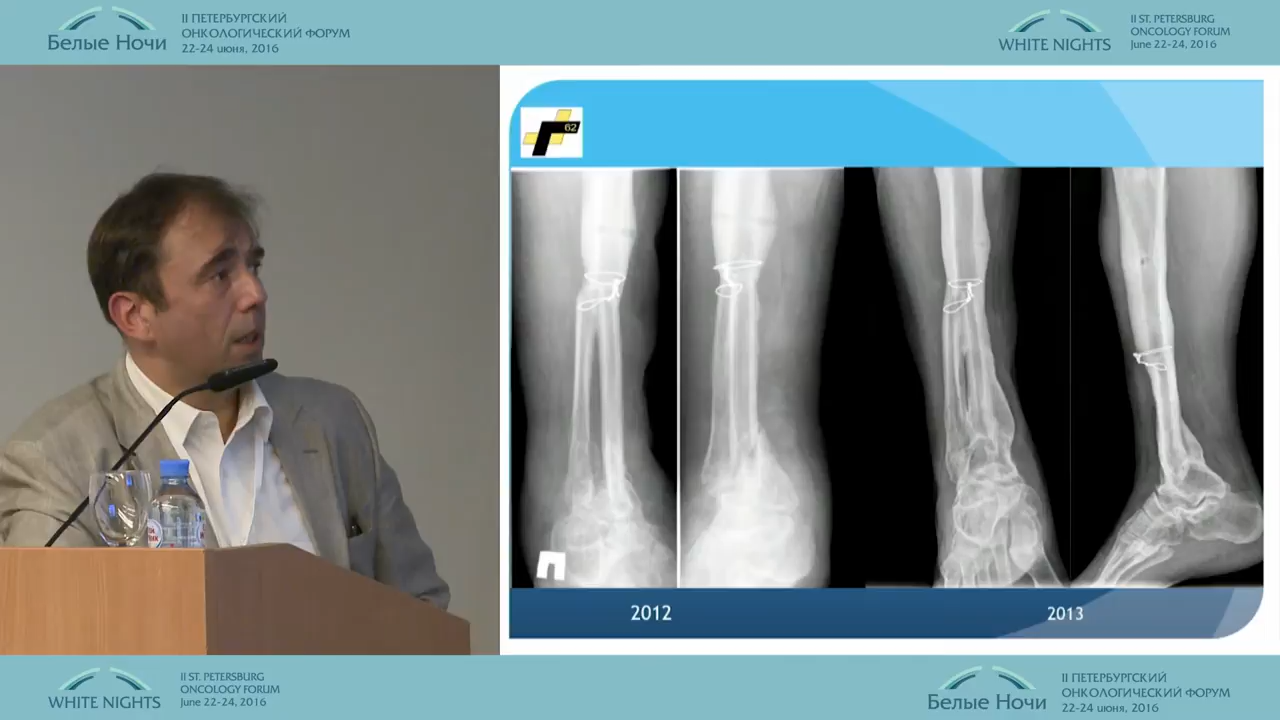 Белые Ночи
II ПЕТЕРБУРГСКИЙ
ОНКОЛОГИЧЕСКИЙ ФОРУМ
22-24 июня, 2016
WHITE NIGHTS
II ST. PETERSBURG
ONCOLOGY FORUM
June 22-24, 2016
62
П
2012
2013
WHITE NIGHTS
II ST. PETERSBURG
ONCOLOGY FORUM
June 22-24, 2016
Белые Ночи
II ПЕТЕРБУРГСКИЙ
ОНКОЛОГИЧЕСКИЙ ФОРУМ
22-24 июня, 2016